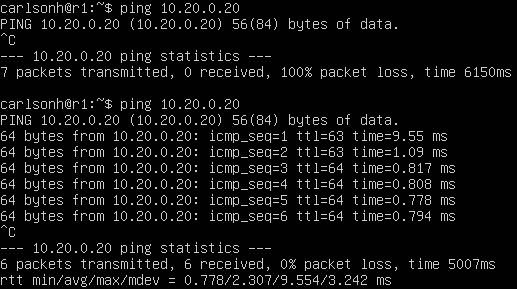 carlsonh@r1:~$ ping 10.20.0.20
PING 10.20.0.20 (10.20.0.20) 56(84) bytes of data.
^C
--- 10.20.0.20 ping statistics ---
7 packets transmitted, 0 received, 100% packet loss, time 6150ms

carlsonh@r1:~$ ping 10.20.0.20
PING 10.20.0.20 (10.20.0.20) 56(84) bytes of data.
64 bytes from 10.20.0.20: icmp_seq=1 ttl=63 time=9.55 ms
64 bytes from 10.20.0.20: icmp_seq=2 ttl=63 time=1.09 ms
64 bytes from 10.20.0.20: icmp_seq=3 ttl=64 time=0.817 ms
64 bytes from 10.20.0.20: icmp_seq=4 ttl=64 time=0.808 ms
64 bytes from 10.20.0.20: icmp_seq=5 ttl=64 time=0.778 ms
64 bytes from 10.20.0.20: icmp_seq=6 ttl=64 time=0.794 ms
^C
--- 10.20.0.20 ping statistics ---
6 packets transmitted, 6 received, 0% packet loss, time 5007ms
rtt min/avg/max/mdev = 0.778/2.307/9.554/3.242 ms